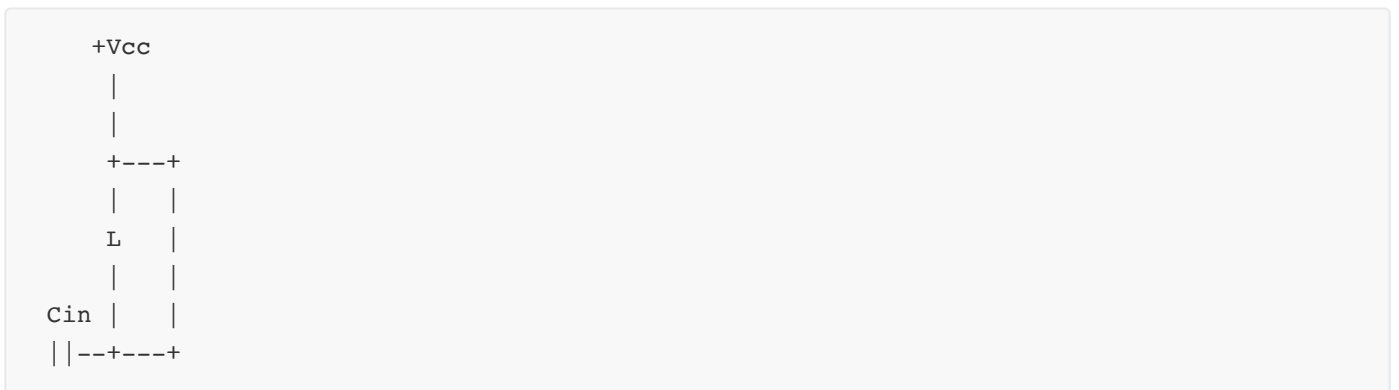 +Vcc
    |
    |
    +---+
    |   |
    L   |
    |   |
Cin |   |
||--+---+